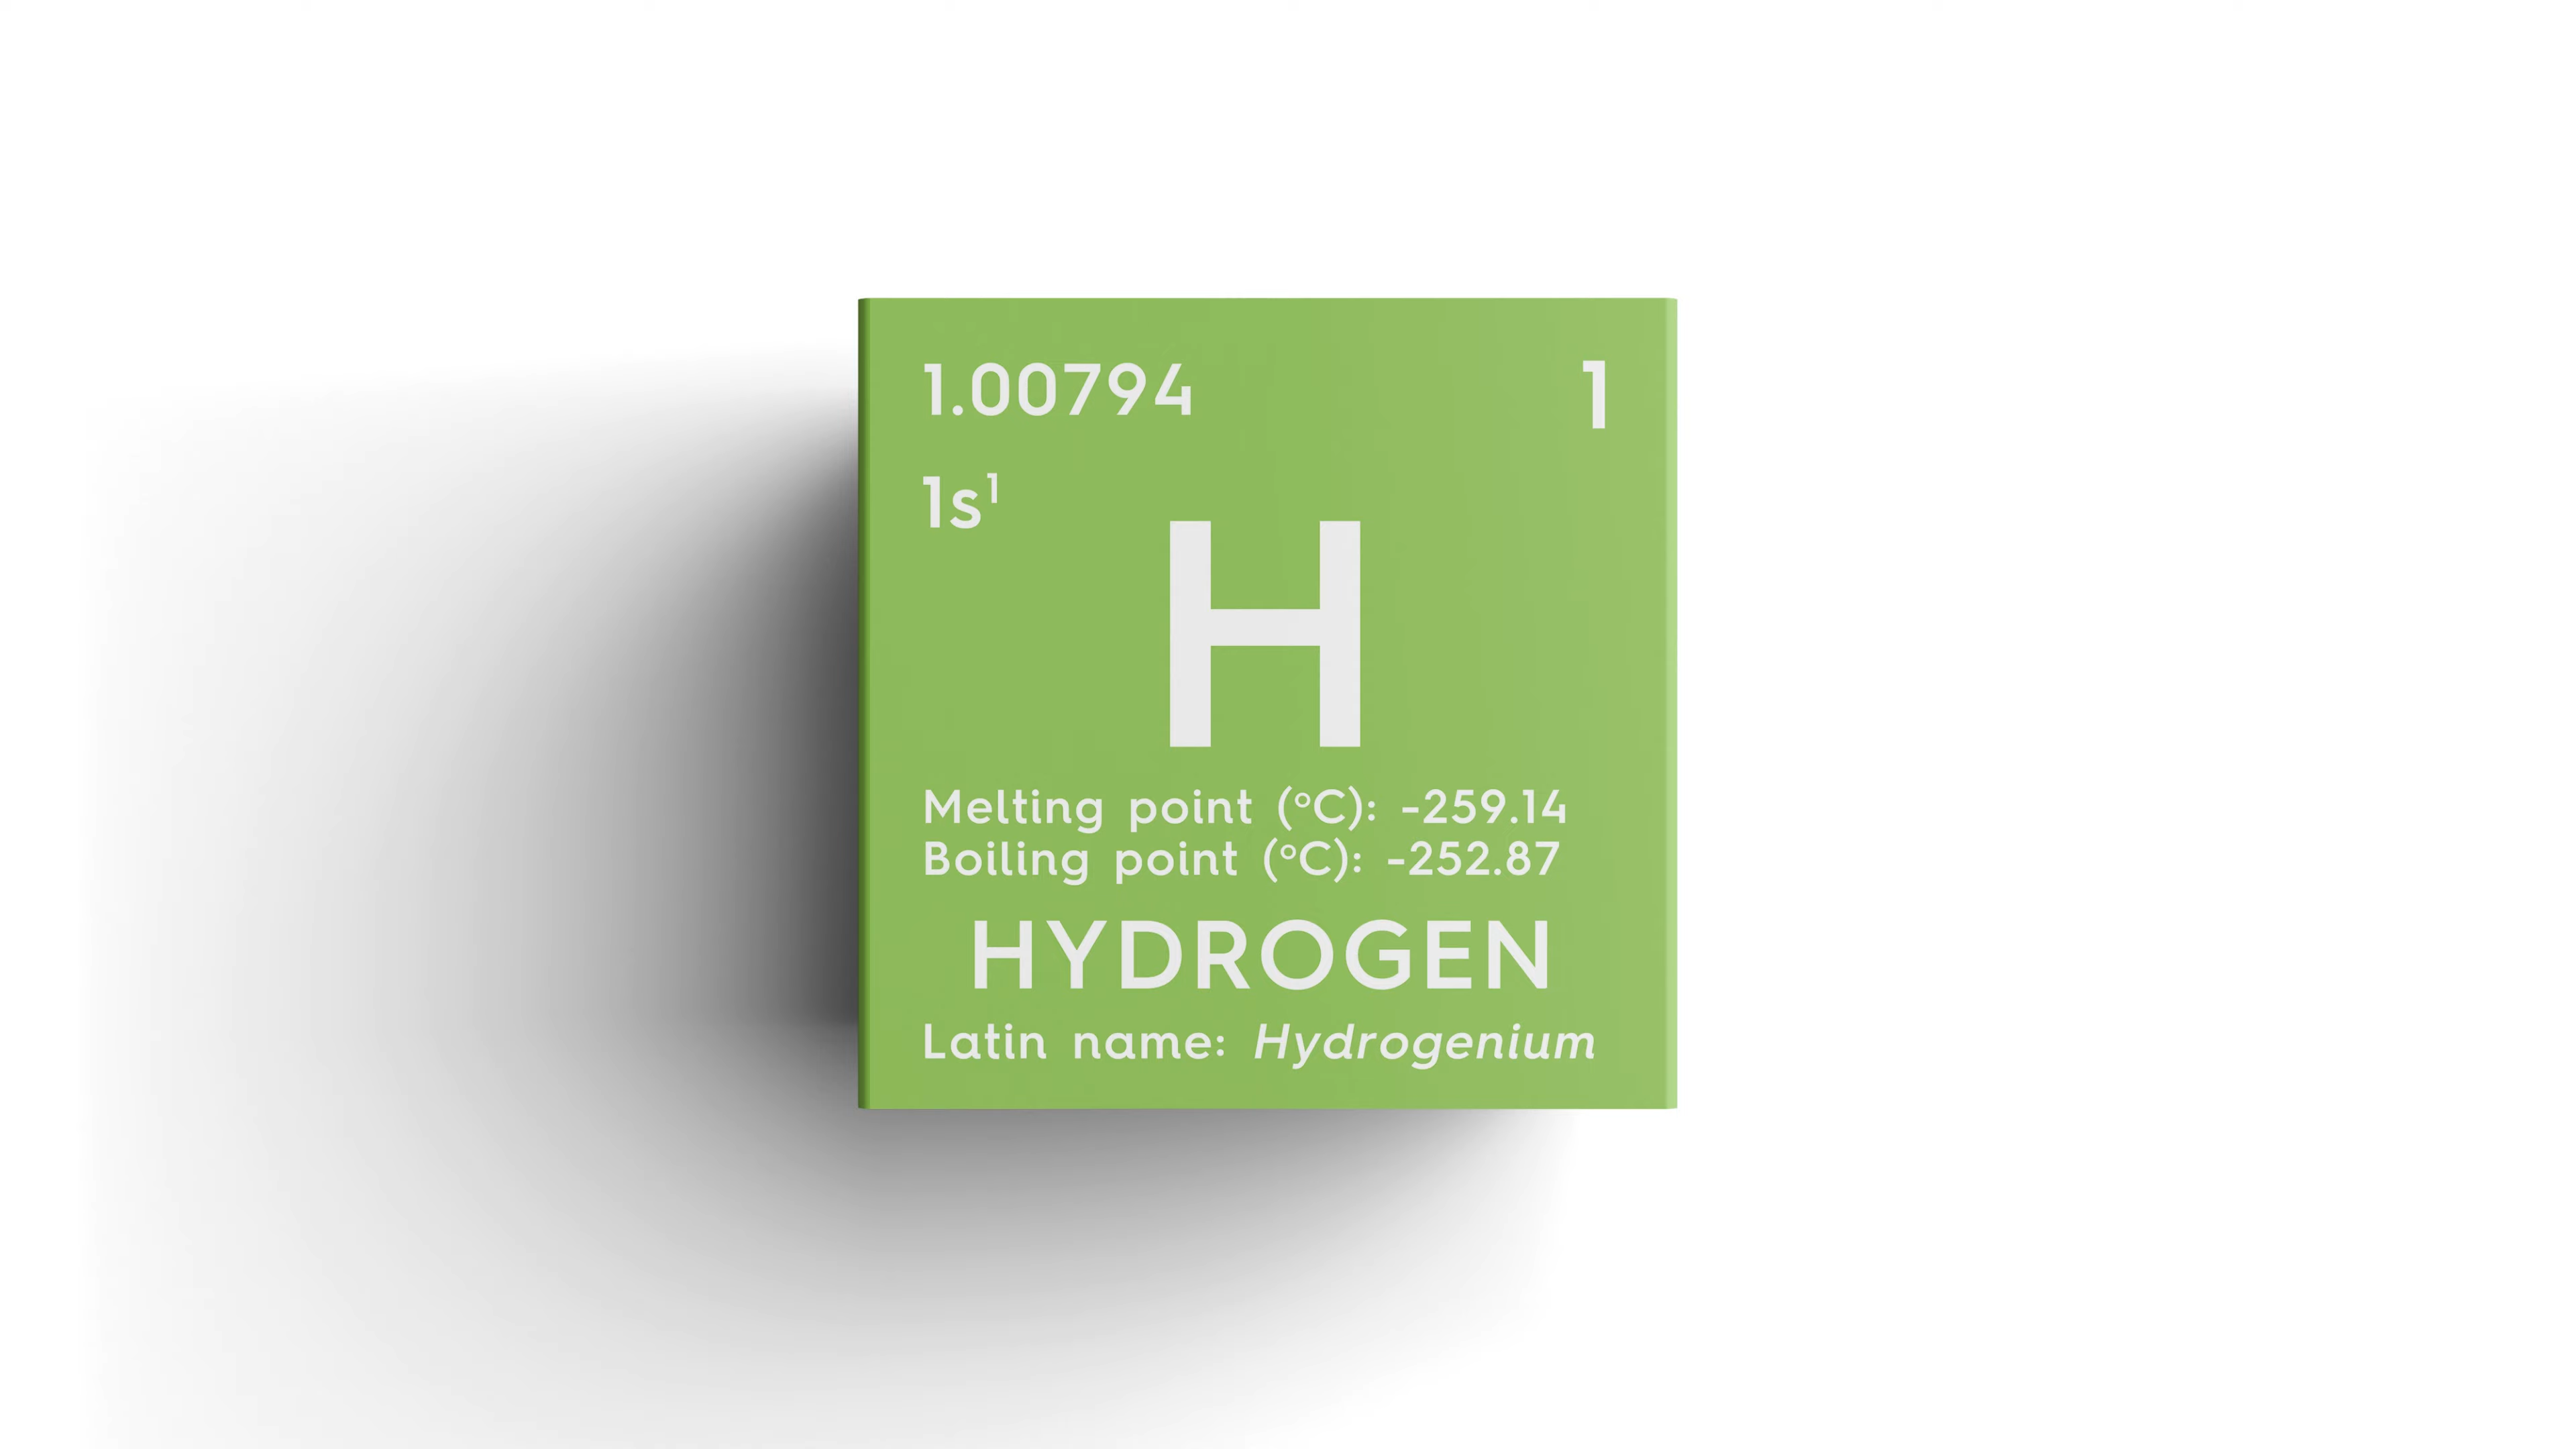 1.00794
1
1s¹
H
Melting point (°C): -259.14
Boiling point (°C): -252.87
HYDROGEN
Latin name: Hydrogenium